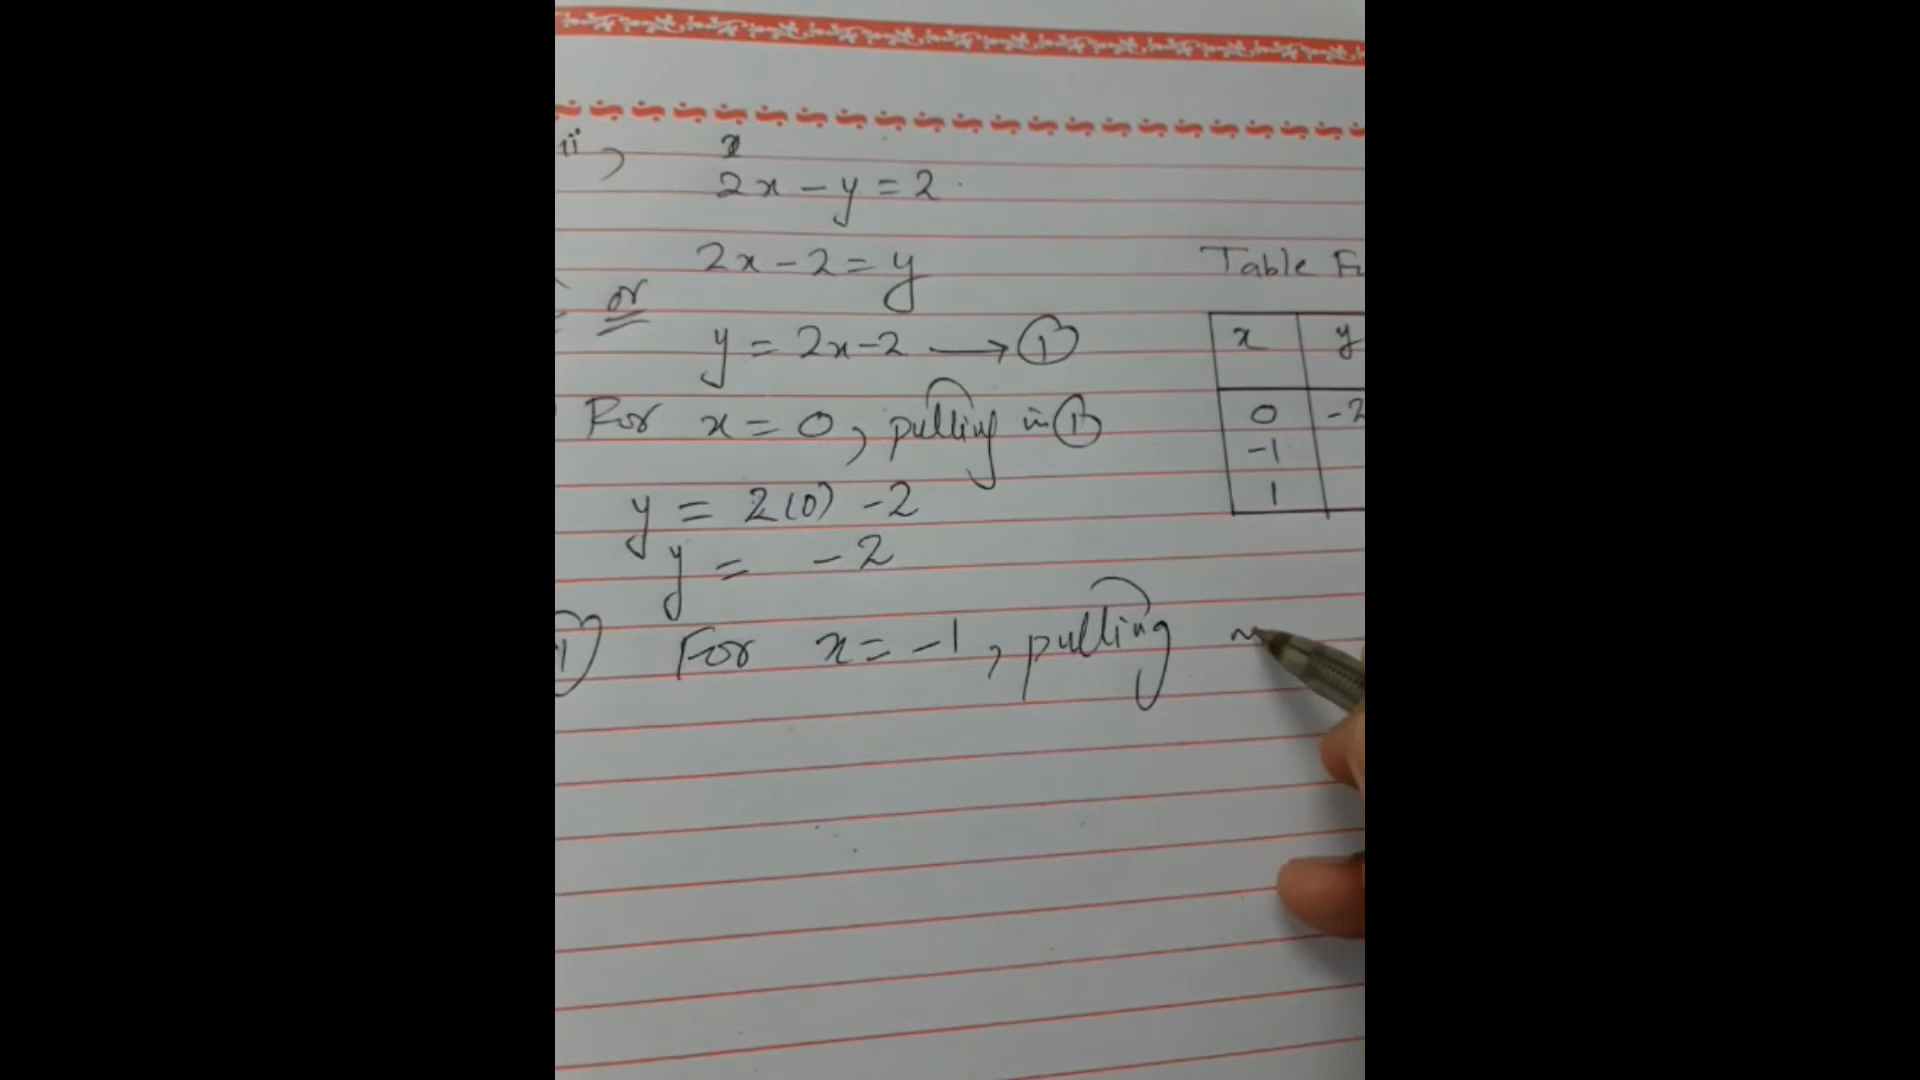 ii)
2x - y = 2
2x - 2 = y
or
y = 2x - 2 → ①
For x = 0, putting in ①
y = 2(0) - 2
y = -2
① For x = -1, putting
Table
x y
0 -2
-1
1